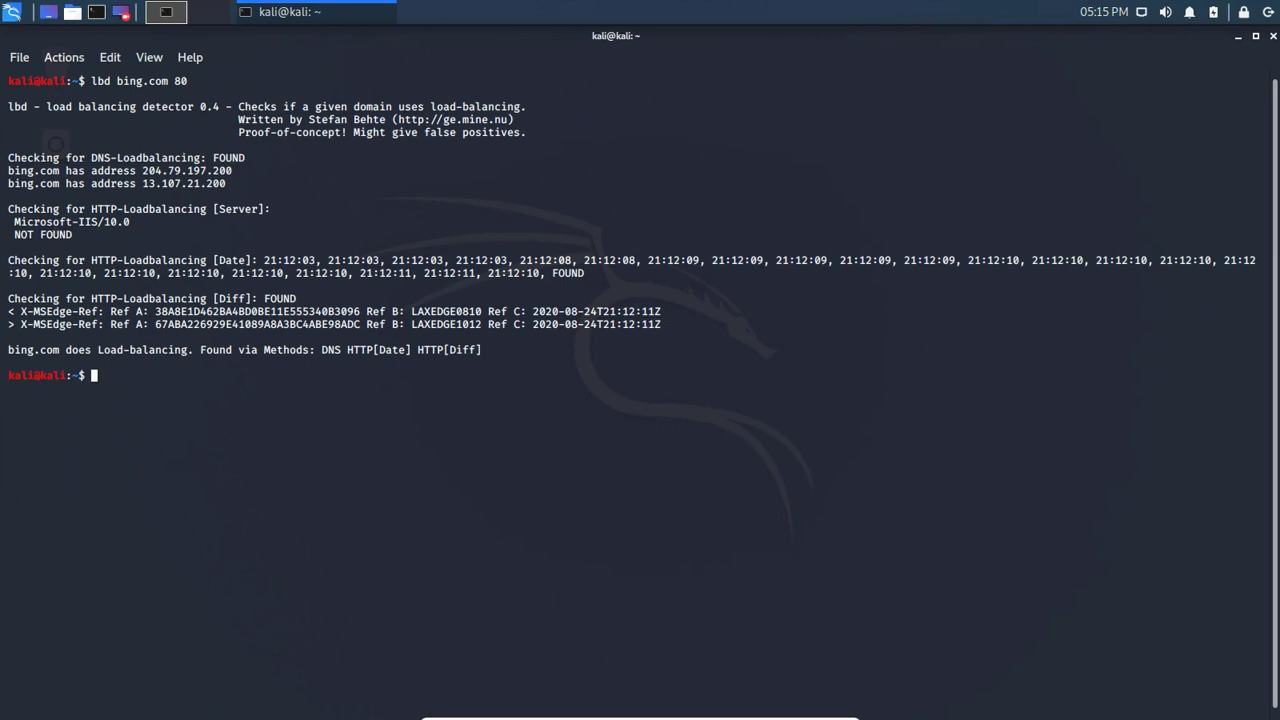 kali@kali: ~
05:15 PM
kali@kali: ~
File Actions Edit View Help
kali@kali:~$ lbd bing.com 80
lbd - load balancing detector 0.4 - Checks if a given domain uses load-balancing.
Written by Stefan Behte (http://ge.mine.nu)
Proof-of-concept! Might give false positives.
Checking for DNS-Loadbalancing: FOUND
bing.com has address 204.79.197.200
bing.com has address 13.107.21.200
Checking for HTTP-Loadbalancing [Server]:
Microsoft-IIS/10.0
NOT FOUND
Checking for HTTP-Loadbalancing [Date]: 21:12:03, 21:12:03, 21:12:03, 21:12:03, 21:12:08, 21:12:08, 21:12:09, 21:12:09, 21:12:09, 21:12:09, 21:12:09, 21:12:10, 21:12:10, 21:12:10, 21:12:10, 21:12
:10, 21:12:10, 21:12:10, 21:12:10, 21:12:10, 21:12:10, 21:12:11, 21:12:11, 21:12:10, FOUND
Checking for HTTP-Loadbalancing [Diff]: FOUND
< X-MSEdge-Ref: Ref A: 38A8E1D462BA4BD0BE11E555340B3096 Ref B: LAXEDGE0810 Ref C: 2020-08-24T21:12:11Z
> X-MSEdge-Ref: Ref A: 67ABA226929E41089A8A3BC4ABE98ADC Ref B: LAXEDGE1012 Ref C: 2020-08-24T21:12:11Z
bing.com does Load-balancing. Found via Methods: DNS HTTP[Date] HTTP[Diff]
kali@kali:~$